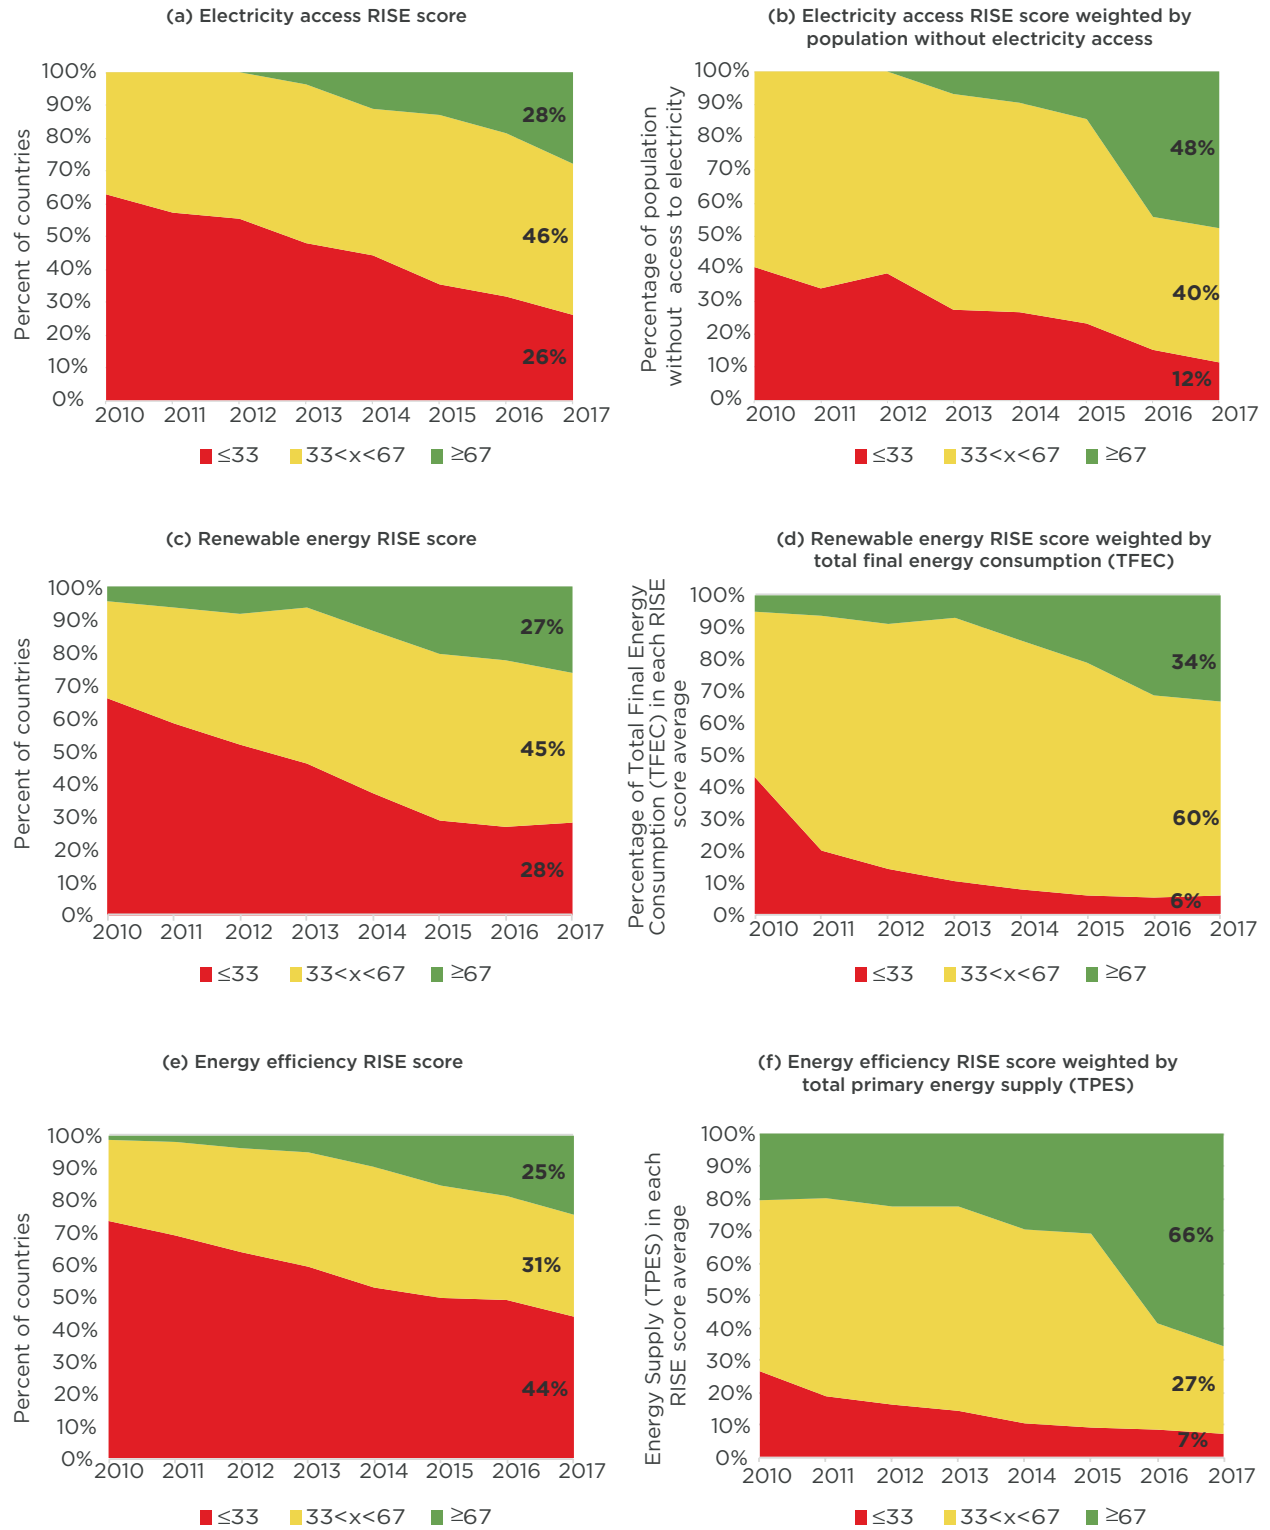 (a) Electricity access RISE score
Percent of countries
100%
90%
80%
70%
60%
50%
40%
30%
20%
10%
0%
28%
46%
26%
2010 2011 2012 2013 2014 2015 2016 2017
≤33 33<x<67 ≥67
(b) Electricity access RISE score weighted by
population without electricity access
Percentage of population
without access to electricity
100%
90%
80%
70%
60%
50%
40%
30%
20%
10%
0%
48%
40%
12%
2010 2011 2012 2013 2014 2015 2016 2017
≤33 33<x<67 ≥67
(c) Renewable energy RISE score
Percent of countries
100%
90%
80%
70%
60%
50%
40%
30%
20%
10%
0%
27%
45%
28%
2010 2011 2012 2013 2014 2015 2016 2017
≤33 33<x<67 ≥67
(d) Renewable energy RISE score weighted by
total final energy consumption (TFEC)
Percentage of Total Final Energy
Consumption (TFEC) in each RISE
score average
100%
90%
80%
70%
60%
50%
40%
30%
20%
10%
0%
34%
60%
6%
2010 2011 2012 2013 2014 2015 2016 2017
≤33 33<x<67 ≥67
(e) Energy efficiency RISE score
Percent of countries
100%
90%
80%
70%
60%
50%
40%
30%
20%
10%
0%
25%
31%
44%
2010 2011 2012 2013 2014 2015 2016 2017
≤33 33<x<67 ≥67
(f) Energy efficiency RISE score weighted by
total primary energy supply (TPES)
Energy Supply (TPES) in each
RISE score average
100%
90%
80%
70%
60%
50%
40%
30%
20%
10%
0%
66%
27%
7%
2010 2011 2012 2013 2014 2015 2016 2017
≤33 33<x<67 ≥67